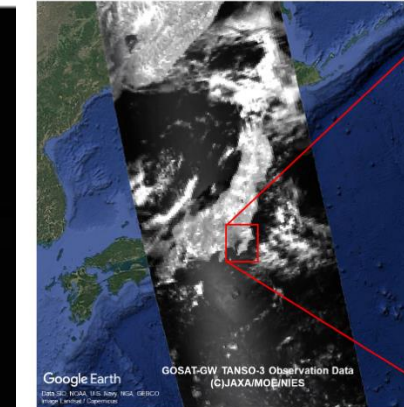 GOSAT-GW TANSO-3 Observation Data
(C)JAXA/MOE/NIES
Google Earth
Data SIO, NOAA, U.S. Navy, NGA, GEBCO
Image Landsat / Copernicus